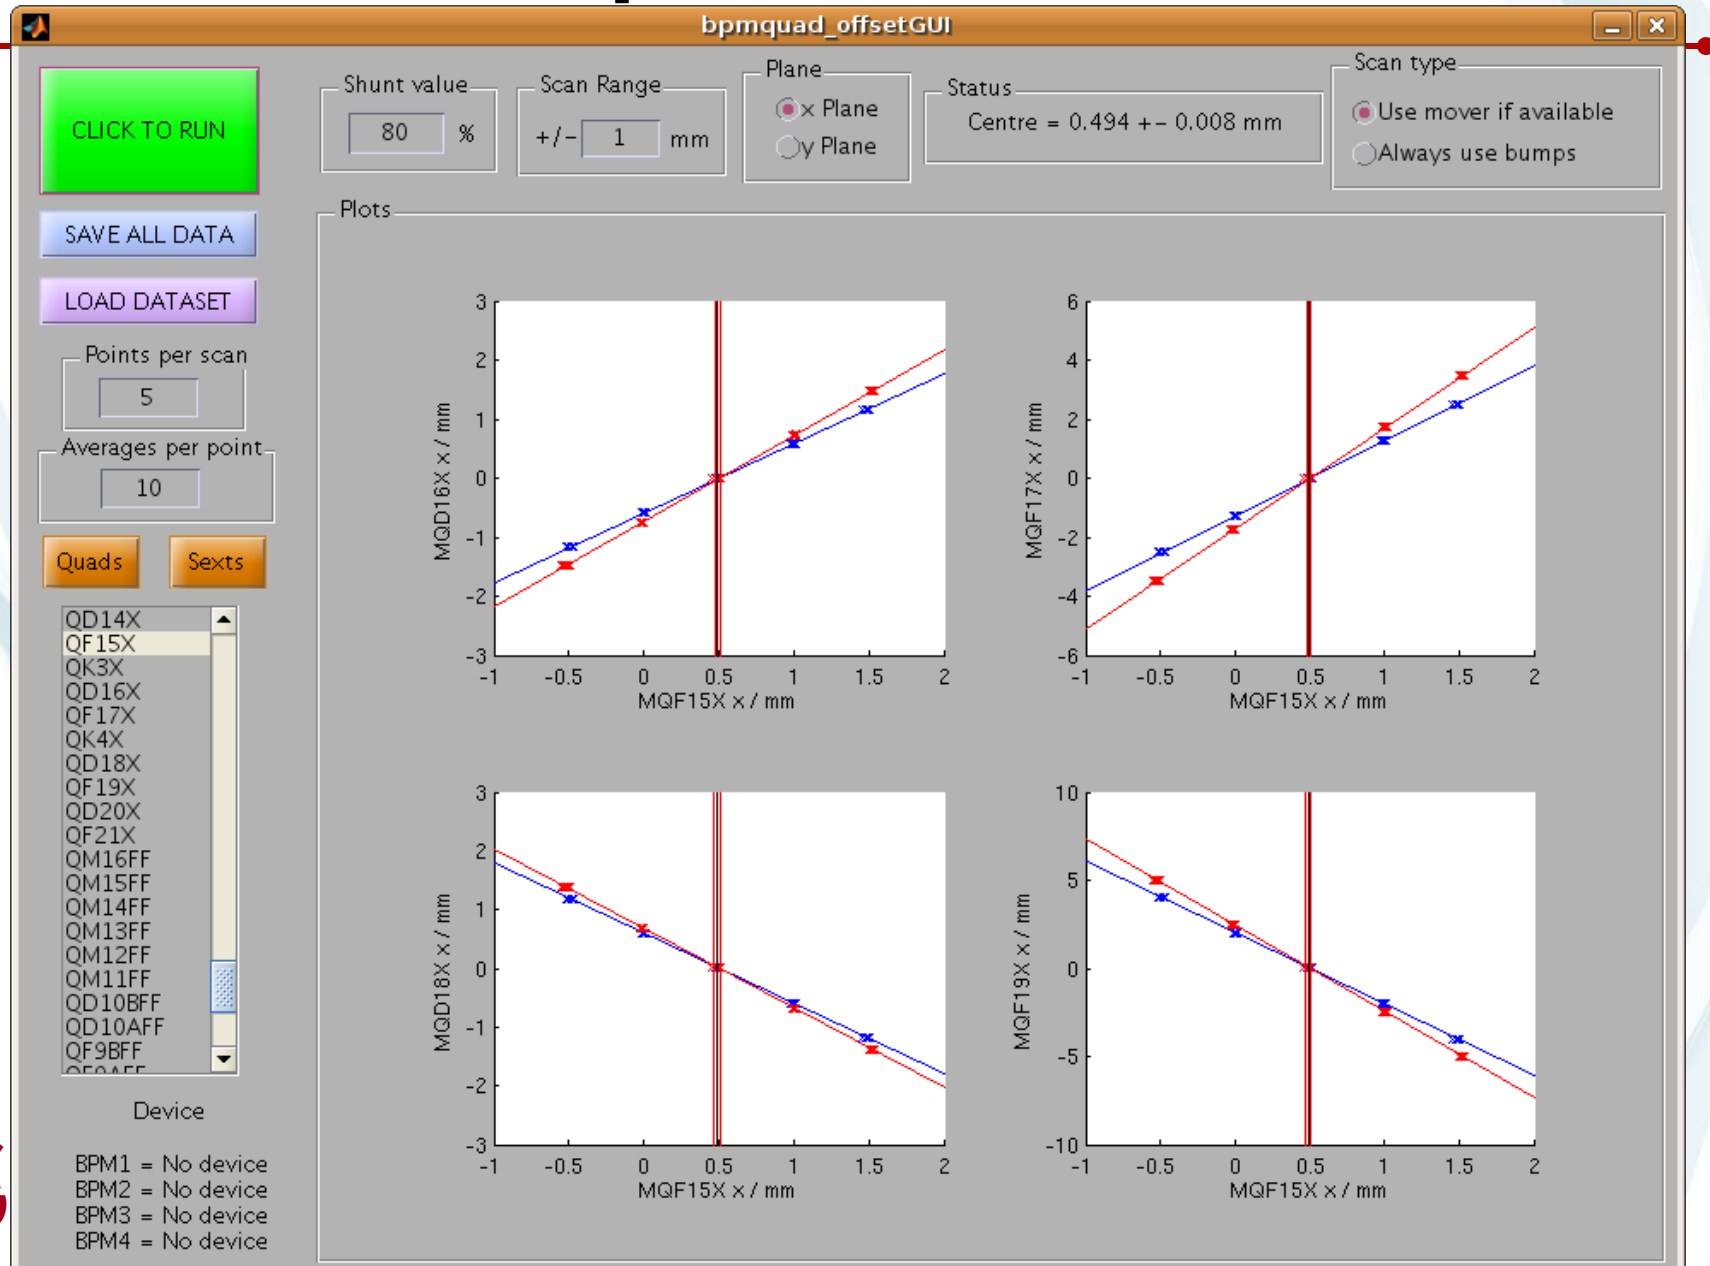 bpmquad_offsetGUI
CLICK TO RUN
Shunt value
80 %
Scan Range
+/- 1 mm
Plane
x Plane
y Plane
Status
Centre = 0.494 +- 0.008 mm
Scan type
Use mover if available
Always use bumps
SAVE ALL DATA
LOAD DATASET
Points per scan
5
Averages per point
10
Quads Sexts
QD14X
QF15X
QK3X
QD16X
QF17X
QK4X
QD18X
QF19X
QD20X
QF21X
QM16FF
QM15FF
QM14FF
QM13FF
QM12FF
QM11FF
QD10BFF
QD10AFF
QF9BFF
Device
BPM1 = No device
BPM2 = No device
BPM3 = No device
BPM4 = No device
Plots
MQD16X x / mm
3
2
1
0
-1
-2
-3
-1 -0.5 0 0.5 1 1.5 2
MQF15X x / mm
MQF17X x / mm
6
4
2
0
-2
-4
-6
-1 -0.5 0 0.5 1 1.5 2
MQF15X x / mm
MQD18X x / mm
3
2
1
0
-1
-2
-3
-1 -0.5 0 0.5 1 1.5 2
MQF15X x / mm
MQF19X x / mm
10
5
0
-5
-10
-1 -0.5 0 0.5 1 1.5 2
MQF15X x / mm